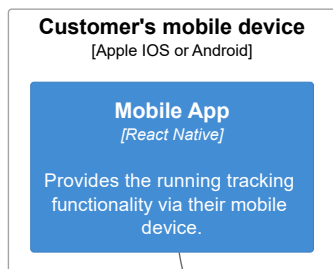 Customer's mobile device
[Apple IOS or Android]
Mobile App
[React Native]
Provides the running tracking
functionality via their mobile
device.